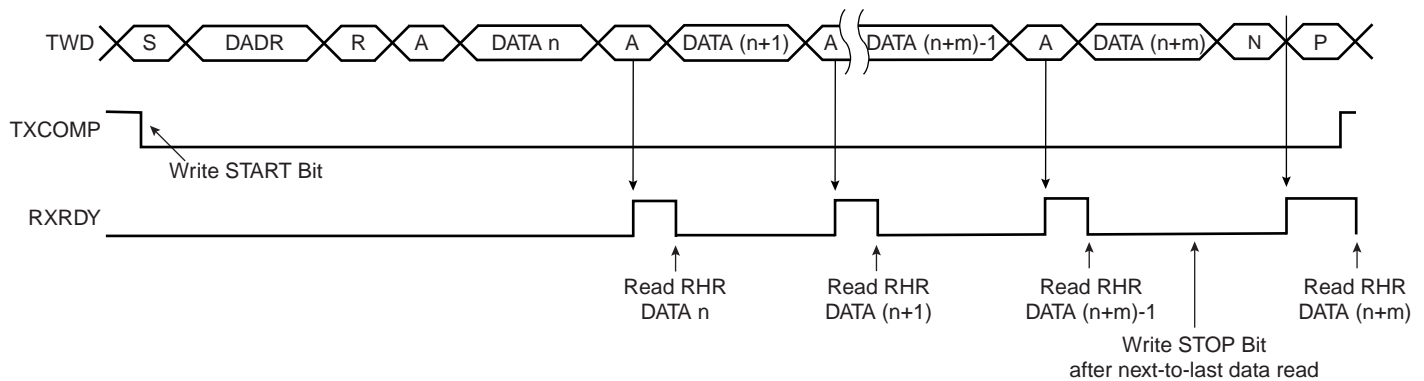 TWD S DADR R A DATA n A DATA (n+1) A DATA (n+m)-1 A DATA (n+m) N P
TXCOMP
Write START Bit
RXRDY
Read RHR
DATA n
Read RHR
DATA (n+1)
Read RHR
DATA (n+m)-1
Read RHR
DATA (n+m)
Write STOP Bit
after next-to-last data read